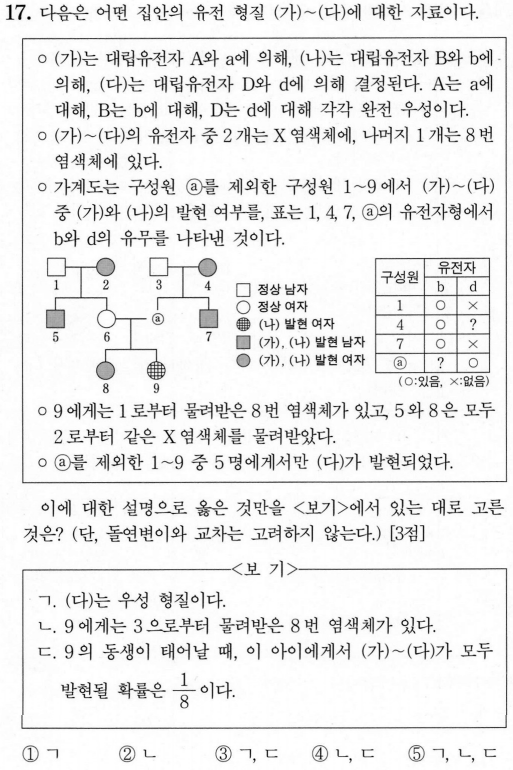 17. 다음은 어떤 집안의 유전 형질 (가)~(다)에 대한 자료이다.
○ (가)는 대립유전자 A와 a에 의해, (나)는 대립유전자 B와 b에
의해, (다)는 대립유전자 D와 d에 의해 결정된다. A는 a에
대해, B는 b에 대해, D는 d에 대해 각각 완전 우성이다.
○ (가)~(다)의 유전자 중 2개는 X염색체에, 나머지 1개는 8번
염색체에 있다.
○ 가계도는 구성원 ⓐ를 제외한 구성원 1~9에서 (가)~(다)
중 (가)와 (나)의 발현 여부를, 표는 1, 4, 7, ⓐ의 유전자형에서
b와 d의 유무를 나타낸 것이다.
1 2 3 4
5 6 ⓐ 7
8 9
정상 남자
정상 여자
(나) 발현 여자
(가), (나) 발현 남자
(가), (나) 발현 여자
구성원 유전자
b d
1 ○ ×
4 ○ ?
7 ○ ×
ⓐ ? ○
(○:있음, ×:없음)
○ 9에게는 1로부터 물려받은 8번 염색체가 있고, 5와 8은 모두
2로부터 같은 X염색체를 물려받았다.
○ ⓐ를 제외한 1~9 중 5명에게서만 (다)가 발현되었다.
이에 대한 설명으로 옳은 것만을 <보기>에서 있는 대로 고른
것은? (단, 돌연변이와 교차는 고려하지 않는다.) [3점]
<보 기>
ㄱ. (다)는 우성 형질이다.
ㄴ. 9에게는 3으로부터 물려받은 8번 염색체가 있다.
ㄷ. 9의 동생이 태어날 때, 이 아이에게서 (가)~(다)가 모두
발현될 확률은 1/8 이다.
① ㄱ ② ㄴ ③ ㄱ, ㄷ ④ ㄴ, ㄷ ⑤ ㄱ, ㄴ, ㄷ